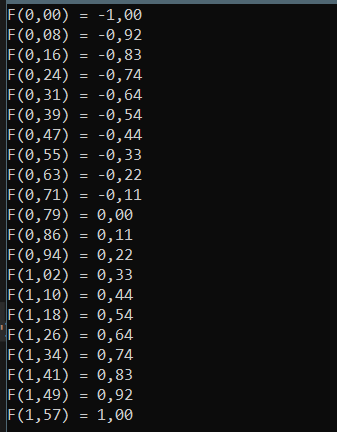 F(0,00) = -1,00
F(0,08) = -0,92
F(0,16) = -0,83
F(0,24) = -0,74
F(0,31) = -0,64
F(0,39) = -0,54
F(0,47) = -0,44
F(0,55) = -0,33
F(0,63) = -0,22
F(0,71) = -0,11
F(0,79) = 0,00
F(0,86) = 0,11
F(0,94) = 0,22
F(1,02) = 0,33
F(1,10) = 0,44
F(1,18) = 0,54
F(1,26) = 0,64
F(1,34) = 0,74
F(1,41) = 0,83
F(1,49) = 0,92
F(1,57) = 1,00